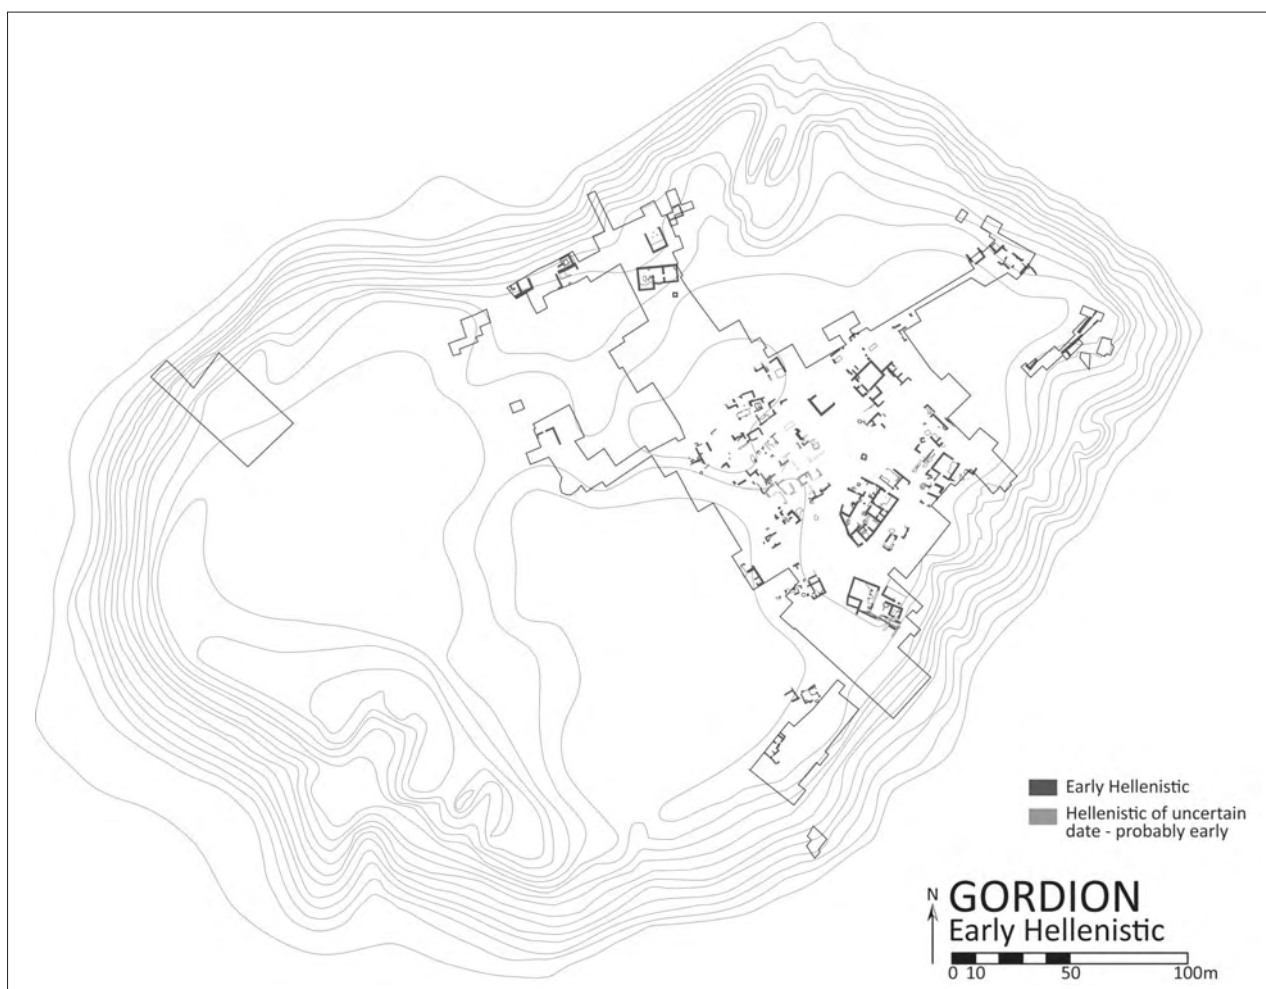 Early Hellenistic
Hellenistic of uncertain
date - probably early
N
GORDION
Early Hellenistic
0 10 50 100m